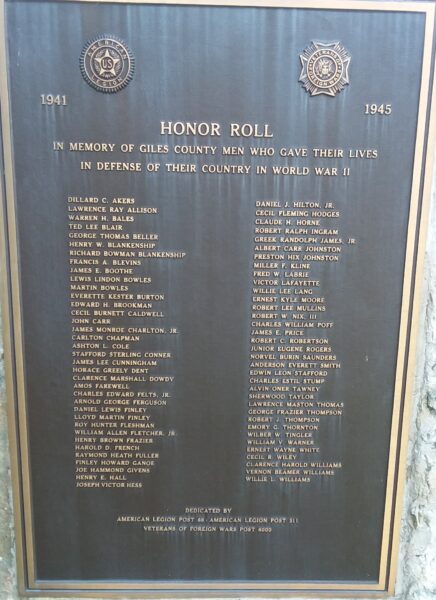 AMERICAN
LEGION
US
VETERANS OF
FOREIGN WARS
1941
1945
HONOR ROLL
IN MEMORY OF GILES COUNTY MEN WHO GAVE THEIR LIVES
IN DEFENSE OF THEIR COUNTRY IN WORLD WAR II
DILLARD C. AKERS
LAWRENCE RAY ALLISON
WARREN H. BALES
TED LEE BLAIR
GEORGE THOMAS BELLER
HENRY W. BLANKENSHIP
RICHARD BOWMAN BLANKENSHIP
FRANCIS A. BLEVINS
JAMES E. BOOTHE
LEWIS LINDON BOWLES
MARTIN BOWLES
EVERETTE KESTER BURTON
EDWARD H. BROOKMAN
CECIL BURNETT CALDWELL
JOHN CARR
JAMES MONROE CHARLTON, JR.
CARLTON CHAPMAN
ASHTON L. COLE
STAFFORD STERLING CONNER
JAMES LEE CUNNINGHAM
HORACE GREELY DENT
CLARENCE MARSHALL DOWDY
AMOS FAREWELL
CHARLES EDWARD FELTS, JR.
ARNOLD GEORGE FERGUSON
DANIEL LEWIS FINLEY
LLOYD MARTIN FINLEY
ROY HUNTER FLESHMAN
WILLIAM ALLEN FLETCHER, JR.
HENRY BROWN FRAZIER
HAROLD D. FRENCH
RAYMOND HEATH FULLER
FINLEY HOWARD GANOE
JOE HAMMOND GIVENS
HENRY E. HALL
JOSEPH VICTOR HESS
DANIEL J. HILTON, JR.
CECIL FLEMING HODGES
CLAUDE H. HORNE
ROBERT RALPH INGRAM
GREEK RANDOLPH JAMES, JR.
ALBERT CARR JOHNSTON
PRESTON HIX JOHNSTON
MILLER F. KLINE
FRED W. LABRIE
VICTOR LAFAYETTE
WILLIE LEE LANG
ERNEST KYLE MOORE
ROBERT LEE MULLINS
ROBERT W. NIX, III
CHARLES WILLIAM POFF
JAMES E. PRICE
ROBERT C. ROBERTSON
JUNIOR EUGENE ROGERS
NORVEL BURIN SAUNDERS
ANDERSON EVERETT SMITH
EDWIN LEON STAFFORD
CHARLES ESTIL STUMP
ALVIN ONER TAWNEY
SHERWOOD TAYLOR
LAWRENCE MASTON THOMAS
GEORGE FRAZIER THOMPSON
ROBERT J. THOMPSON
EMORY G. THORNTON
WILBER W. TINGLER
WILLIAM V. WARNER
ERNEST WAYNE WHITE
CECIL R. WILEY
CLARENCE HAROLD WILLIAMS
VERNON BEAMER WILLIAMS
WILLIE L. WILLIAMS
DEDICATED BY
AMERICAN LEGION POST 68 - AMERICAN LEGION POST 311
VETERANS OF FOREIGN WARS POST 6000